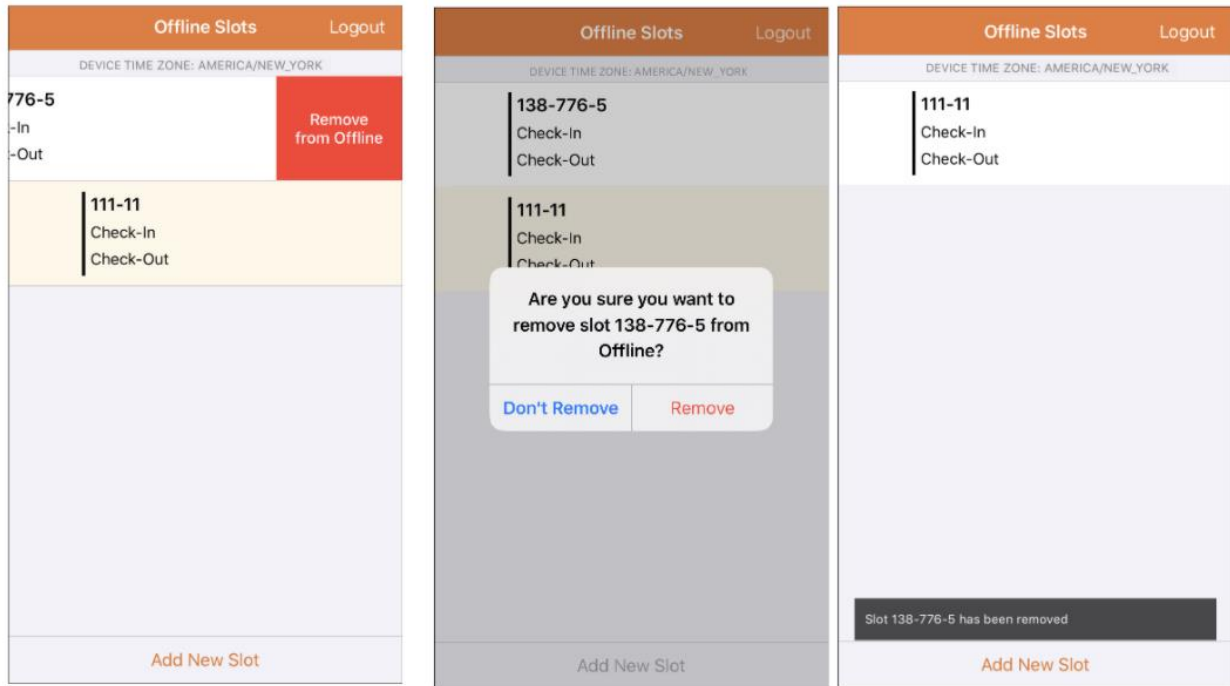 Offline Slots Logout
DEVICE TIME ZONE: AMERICA/NEW_YORK
776-5
-In
-Out
Remove
from Offline
111-11
Check-In
Check-Out
Add New Slot
Offline Slots Logout
DEVICE TIME ZONE: AMERICA/NEW_YORK
138-776-5
Check-In
Check-Out
111-11
Check-In
Check-Out
Are you sure you want to
remove slot 138-776-5 from
Offline?
Don't Remove Remove
Add New Slot
Offline Slots Logout
DEVICE TIME ZONE: AMERICA/NEW_YORK
111-11
Check-In
Check-Out
Slot 138-776-5 has been removed
Add New Slot